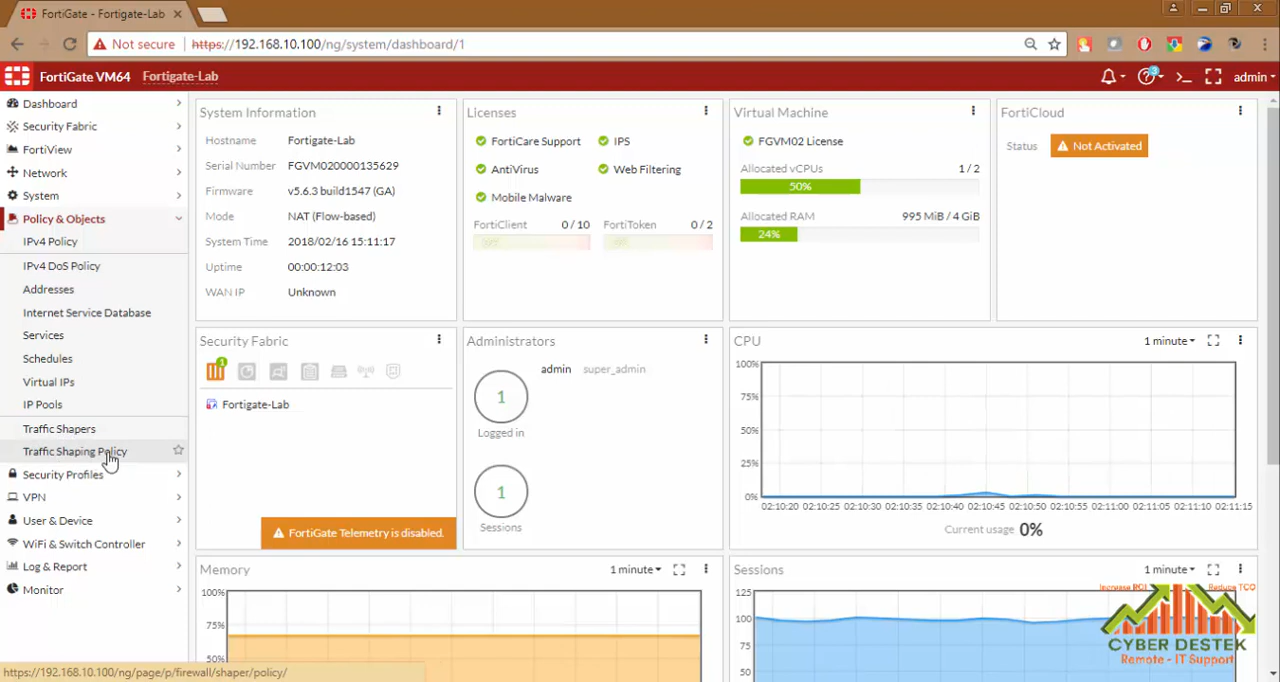 FortiGate - Fortigate-Lab
Not secure https://192.168.10.100/ng/system/dashboard/1
FortiGate VM64 Fortigate-Lab
3
admin
Dashboard
Security Fabric
FortiView
Network
System
Policy & Objects
IPv4 Policy
IPv4 DoS Policy
Addresses
Internet Service Database
Services
Schedules
Virtual IPs
IP Pools
Traffic Shapers
Traffic Shaping Policy
Security Profiles
VPN
User & Device
WiFi & Switch Controller
Log & Report
Monitor
System Information
Hostname Fortigate-Lab
Serial Number FGVM020000135629
Firmware v5.6.3 build1547 (GA)
Mode NAT (Flow-based)
System Time 2018/02/16 15:11:17
Uptime 00:00:12:03
WAN IP Unknown
Licenses
FortiCare Support IPS
AntiVirus Web Filtering
Mobile Malware
FortiClient 0 / 10 FortiToken 0 / 2
Virtual Machine
FGVM02 License
Allocated vCPUs 1 / 2
50%
Allocated RAM 995 MiB / 4 GiB
24%
FortiCloud
Status Not Activated
Security Fabric
1
Fortigate-Lab
FortiGate Telemetry is disabled.
Administrators
1
Logged in
admin super_admin
1
Sessions
CPU 1 minute
100%
75%
50%
25%
0%
02:10:20 02:10:25 02:10:30 02:10:35 02:10:40 02:10:45 02:10:50 02:10:55 02:11:00 02:11:05 02:11:10 02:11:15
Current usage 0%
Memory 1 minute
100%
75%
50%
Sessions 1 minute
125
100
75
50
Increase ROI Reduce TCO
CYBER DESTEK
Remote - IT Support
https://192.168.10.100/ng/page/p/firewall/shaper/policy/